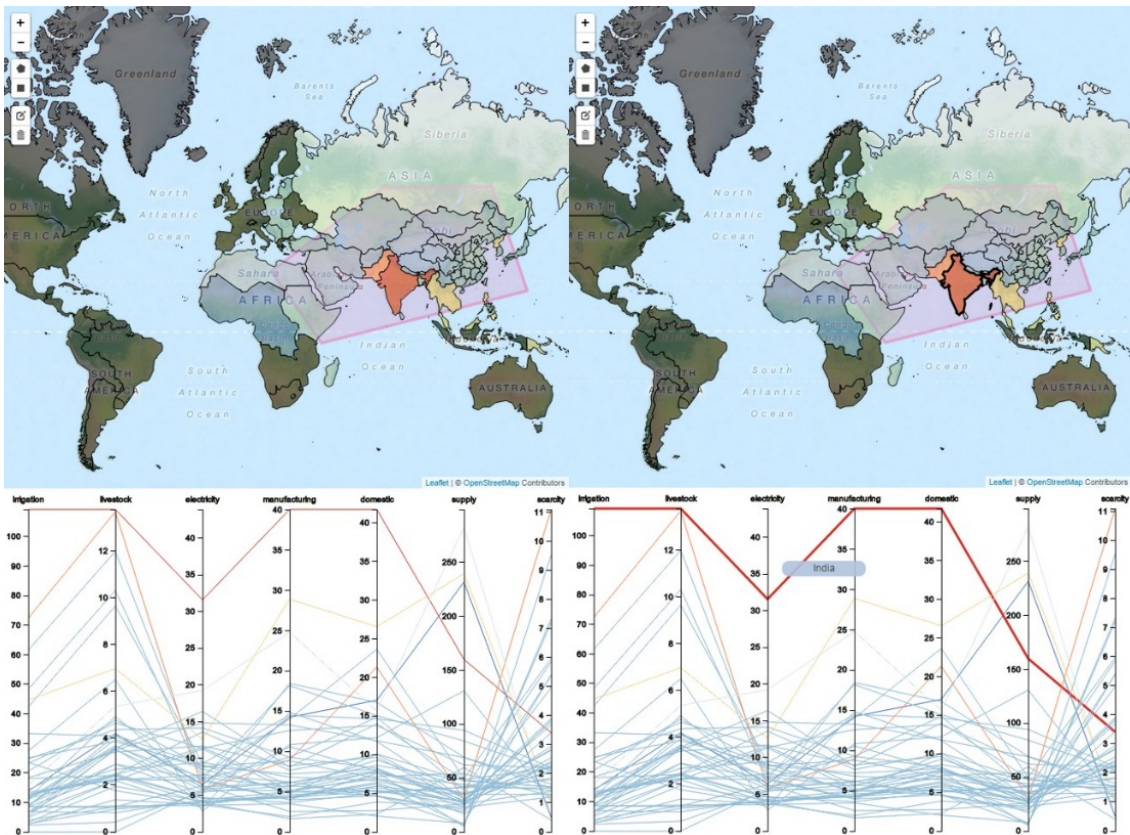 +
−
Greenland
Barents
Sea
Siberia
ASIA
North
Atlantic
Ocean
ORTH
MERICA
EUROPE
Sahara
AFRICA
Indian
Ocean
SOUTH
AMERICA
South
Atlantic
Ocean
AUSTRALIA
Leaflet | © OpenStreetMap Contributors
+
−
Greenland
Barents
Sea
Siberia
ASIA
North
Atlantic
Ocean
ORTH
MERICA
EUROPE
Sahara
AFRICA
Indian
Ocean
SOUTH
AMERICA
South
Atlantic
Ocean
AUSTRALIA
Leaflet | © OpenStreetMap Contributors
irrigation livestock electricity manufacturing domestic supply scarcity
100
90
80
70
60
50
40
30
20
10
0
12
10
8
6
4
2
0
40
35
30
25
20
15
10
5
0
40
35
30
25
20
15
10
5
0
40
35
30
25
20
15
10
5
0
250
200
150
100
50
0
11
10
9
8
7
6
5
4
3
2
1
0
irrigation livestock electricity manufacturing domestic supply scarcity
100
90
80
70
60
50
40
30
20
10
0
12
10
8
6
4
2
0
40
35
30
25
20
15
10
5
0
India
40
35
30
25
20
15
10
5
0
40
35
30
25
20
15
10
5
0
250
200
150
100
50
0
11
10
9
8
7
6
5
4
3
2
1
0